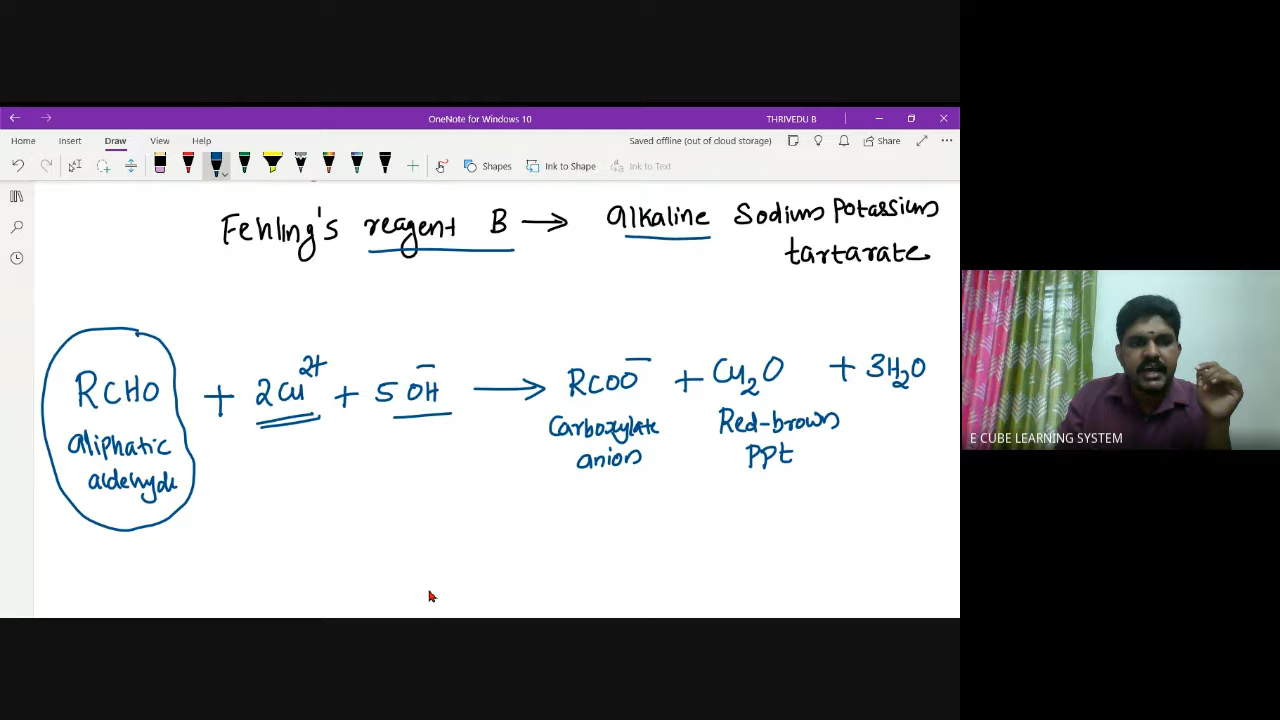 OneNote for Windows 10
THRIVEDU B
Home Insert Draw View Help
Saved offline (out of cloud storage) Share
Shapes Ink to Shape Ink to Text
Fehling's reagent B → alkaline Sodium Potassium
tartarate
RCHO + 2Cu²⁺ + 5 OH⁻ → RCOO⁻ + Cu₂O + 3H₂O
aliphatic
aldehyde
Carboxylate
anion
Red-brown
ppt
E CUBE LEARNING SYSTEM